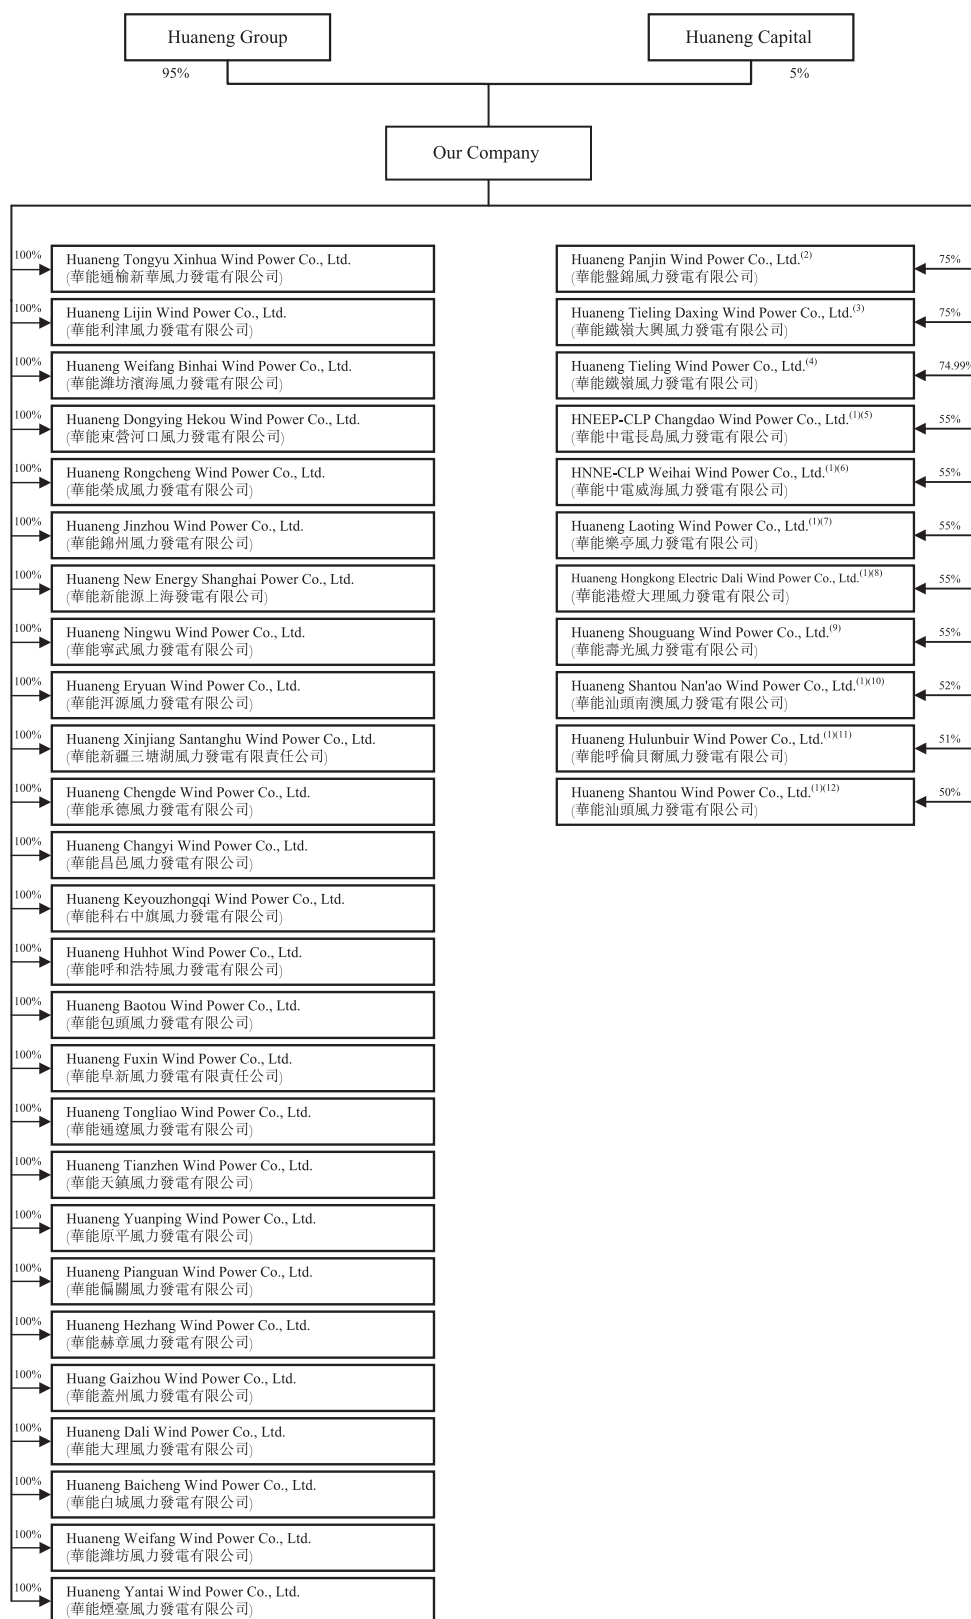 Huaneng Group
Huaneng Capital
95%
5%
Our Company
100%
Huaneng Tongyu Xinhua Wind Power Co., Ltd.
(華能通榆新華風力發電有限公司)
100%
Huaneng Lijin Wind Power Co., Ltd.
(華能利津風力發電有限公司)
100%
Huaneng Weifang Binhai Wind Power Co., Ltd.
(華能濰坊濱海風力發電有限公司)
100%
Huaneng Dongying Hekou Wind Power Co., Ltd.
(華能東營河口風力發電有限公司)
100%
Huaneng Rongcheng Wind Power Co., Ltd.
(華能榮成風力發電有限公司)
100%
Huaneng Jinzhou Wind Power Co., Ltd.
(華能錦州風力發電有限公司)
100%
Huaneng New Energy Shanghai Power Co., Ltd.
(華能新能源上海發電有限公司)
100%
Huaneng Ningwu Wind Power Co., Ltd.
(華能寧武風力發電有限公司)
100%
Huaneng Eryuan Wind Power Co., Ltd.
(華能洱源風力發電有限公司)
100%
Huaneng Xinjiang Santanghu Wind Power Co., Ltd.
(華能新疆三塘湖風力發電有限責任公司)
100%
Huaneng Chengde Wind Power Co., Ltd.
(華能承德風力發電有限公司)
100%
Huaneng Changyi Wind Power Co., Ltd.
(華能昌邑風力發電有限公司)
100%
Huaneng Keyouzhongqi Wind Power Co., Ltd.
(華能科右中旗風力發電有限公司)
100%
Huaneng Huhhot Wind Power Co., Ltd.
(華能呼和浩特風力發電有限公司)
100%
Huaneng Baotou Wind Power Co., Ltd.
(華能包頭風力發電有限公司)
100%
Huaneng Fuxin Wind Power Co., Ltd.
(華能阜新風力發電有限責任公司)
100%
Huaneng Tongliao Wind Power Co., Ltd.
(華能通遼風力發電有限公司)
100%
Huaneng Tianzhen Wind Power Co., Ltd.
(華能天鎮風力發電有限公司)
100%
Huaneng Yuanping Wind Power Co., Ltd.
(華能原平風力發電有限公司)
100%
Huaneng Pianguan Wind Power Co., Ltd.
(華能偏關風力發電有限公司)
100%
Huaneng Hezhang Wind Power Co., Ltd.
(華能赫章風力發電有限公司)
100%
Huang Gaizhou Wind Power Co., Ltd.
(華能蓋州風力發電有限公司)
100%
Huaneng Dali Wind Power Co., Ltd.
(華能大理風力發電有限公司)
100%
Huaneng Baicheng Wind Power Co., Ltd.
(華能白城風力發電有限公司)
100%
Huaneng Weifang Wind Power Co., Ltd.
(華能濰坊風力發電有限公司)
100%
Huaneng Yantai Wind Power Co., Ltd.
(華能煙臺風力發電有限公司)
Huaneng Panjin Wind Power Co., Ltd.(2)
(華能盤錦風力發電有限公司)
75%
Huaneng Tieling Daxing Wind Power Co., Ltd.(3)
(華能鐵嶺大興風力發電有限公司)
75%
Huaneng Tieling Wind Power Co., Ltd.(4)
(華能鐵嶺風力發電有限公司)
74.99%
HNEEP-CLP Changdao Wind Power Co., Ltd.(1)(5)
(華能中電長島風力發電有限公司)
55%
HNNE-CLP Weihai Wind Power Co., Ltd.(1)(6)
(華能中電威海風力發電有限公司)
55%
Huaneng Laoting Wind Power Co., Ltd.(1)(7)
(華能樂亭風力發電有限公司)
55%
Huaneng Hongkong Electric Dali Wind Power Co., Ltd.(1)(8)
(華能港燈大理風力發電有限公司)
55%
Huaneng Shouguang Wind Power Co., Ltd.(9)
(華能壽光風力發電有限公司)
55%
Huaneng Shantou Nan'ao Wind Power Co., Ltd.(1)(10)
(華能汕頭南澳風力發電有限公司)
52%
Huaneng Hulunbuir Wind Power Co., Ltd.(1)(11)
(華能呼倫貝爾風力發電有限公司)
51%
Huaneng Shantou Wind Power Co., Ltd.(1)(12)
(華能汕頭風力發電有限公司)
50%